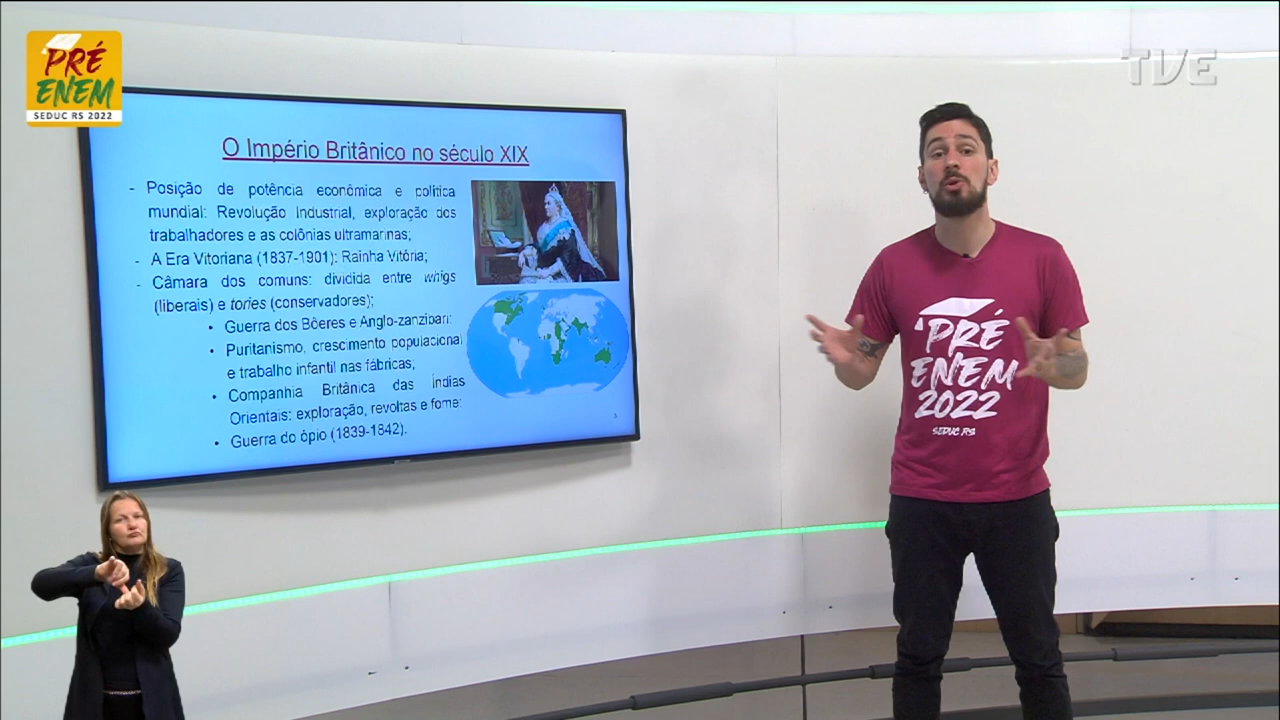 PRÉ
ENEM
SEDUC RS 2022
TVE
O Império Britânico no século XIX
- Posição de potência econômica e política
mundial: Revolução Industrial, exploração dos
trabalhadores e as colônias ultramarinas;
- A Era Vitoriana (1837-1901): Rainha Vitória;
- Câmara dos comuns: dividida entre whigs
(liberais) e tories (conservadores);
• Guerra dos Bôeres e Anglo-zanzibari;
• Puritanismo, crescimento populacional
e trabalho infantil nas fábricas;
• Companhia Britânica das Índias
Orientais: exploração, revoltas e fome;
• Guerra do ópio (1839-1842).
'PRÉ
ENEM
2022
SEDUC RS